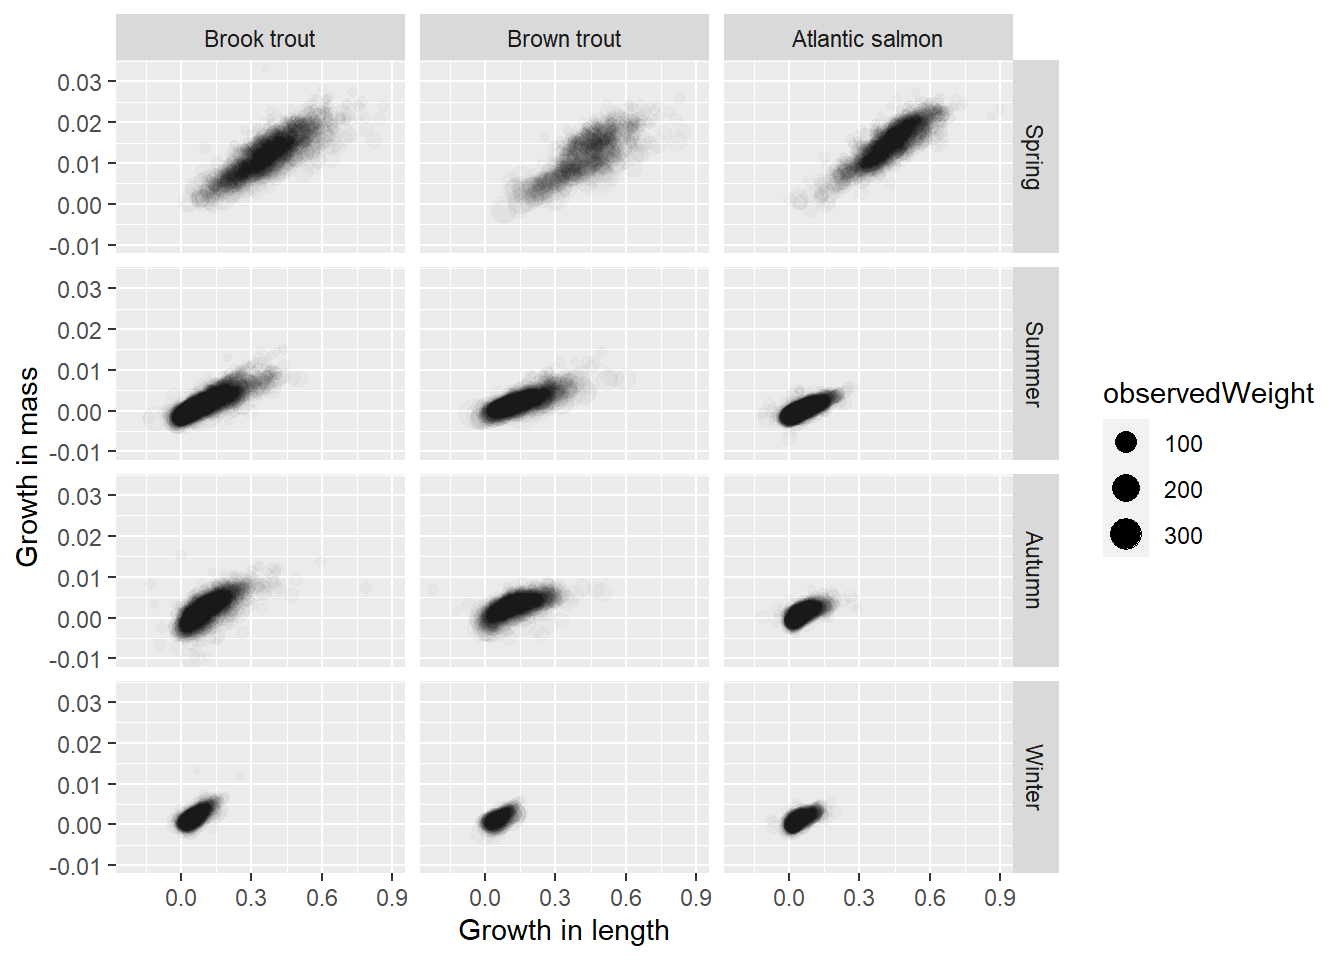 Brook trout
Brown trout
Atlantic salmon
0.03
0.02
0.01
0.00
-0.01
Spring
0.03
0.02
0.01
0.00
-0.01
Summer
0.03
0.02
0.01
0.00
-0.01
Autumn
0.03
0.02
0.01
0.00
-0.01
Winter
0.0 0.3 0.6 0.9
0.0 0.3 0.6 0.9
0.0 0.3 0.6 0.9
Growth in length
Growth in mass
observedWeight
100
200
300